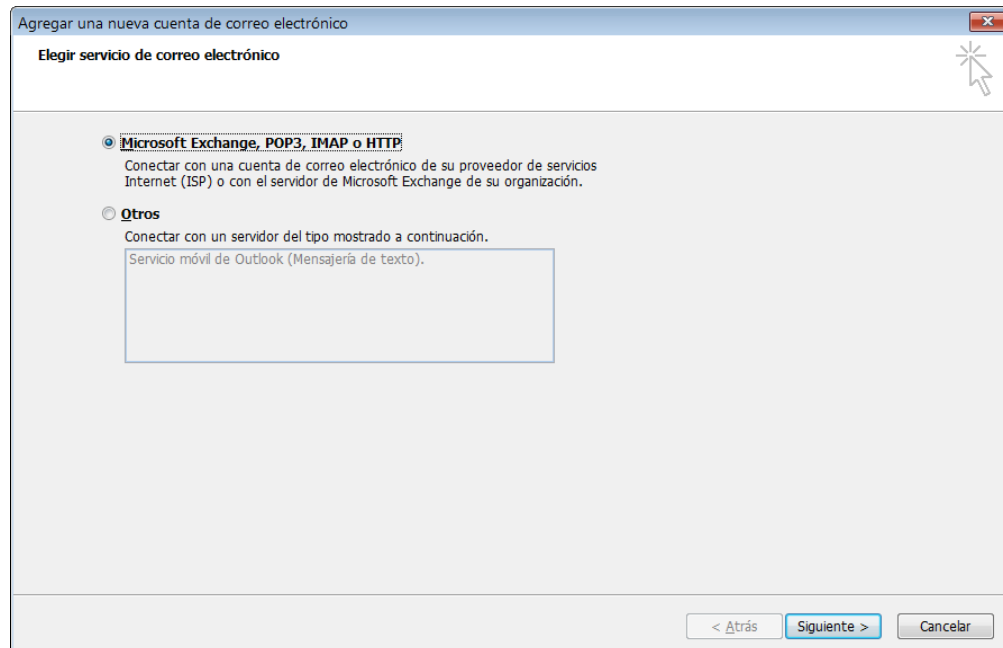 Agregar una nueva cuenta de correo electrónico
Elegir servicio de correo electrónico
Microsoft Exchange, POP3, IMAP o HTTP
Conectar con una cuenta de correo electrónico de su proveedor de servicios
Internet (ISP) o con el servidor de Microsoft Exchange de su organización.
Otros
Conectar con un servidor del tipo mostrado a continuación.
Servicio móvil de Outlook (Mensajería de texto).
< Atrás Siguiente > Cancelar